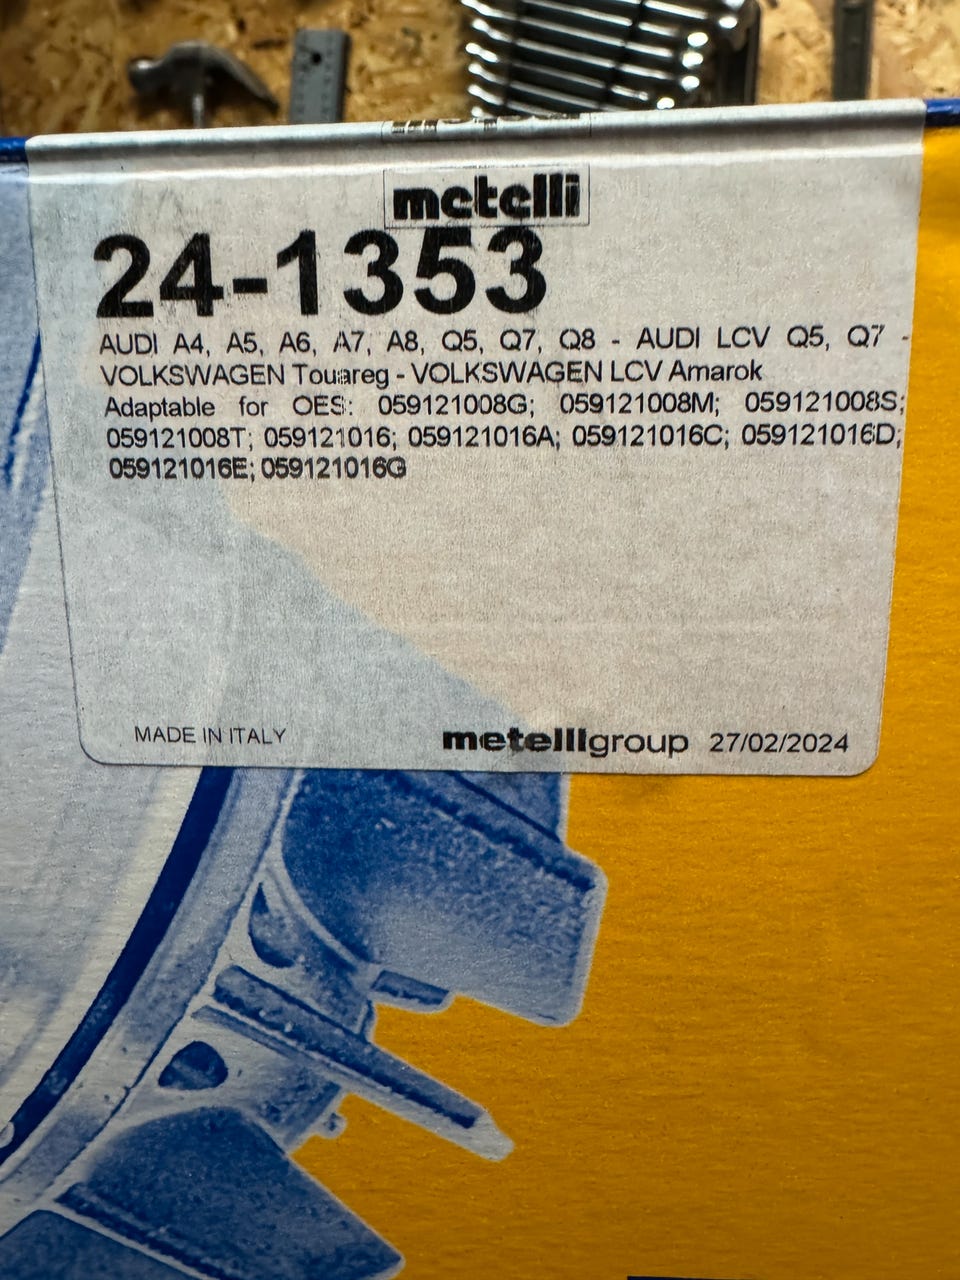 metelli
24-1353
AUDI A4, A5, A6, A7, A8, Q5, Q7, Q8 - AUDI LCV Q5, Q7 -
VOLKSWAGEN Touareg - VOLKSWAGEN LCV Amarok
Adaptable for OES: 059121008G; 059121008M; 059121008S;
059121008T; 059121016; 059121016A; 059121016C; 059121016D;
059121016E; 059121016G
MADE IN ITALY metelligroup 27/02/2024